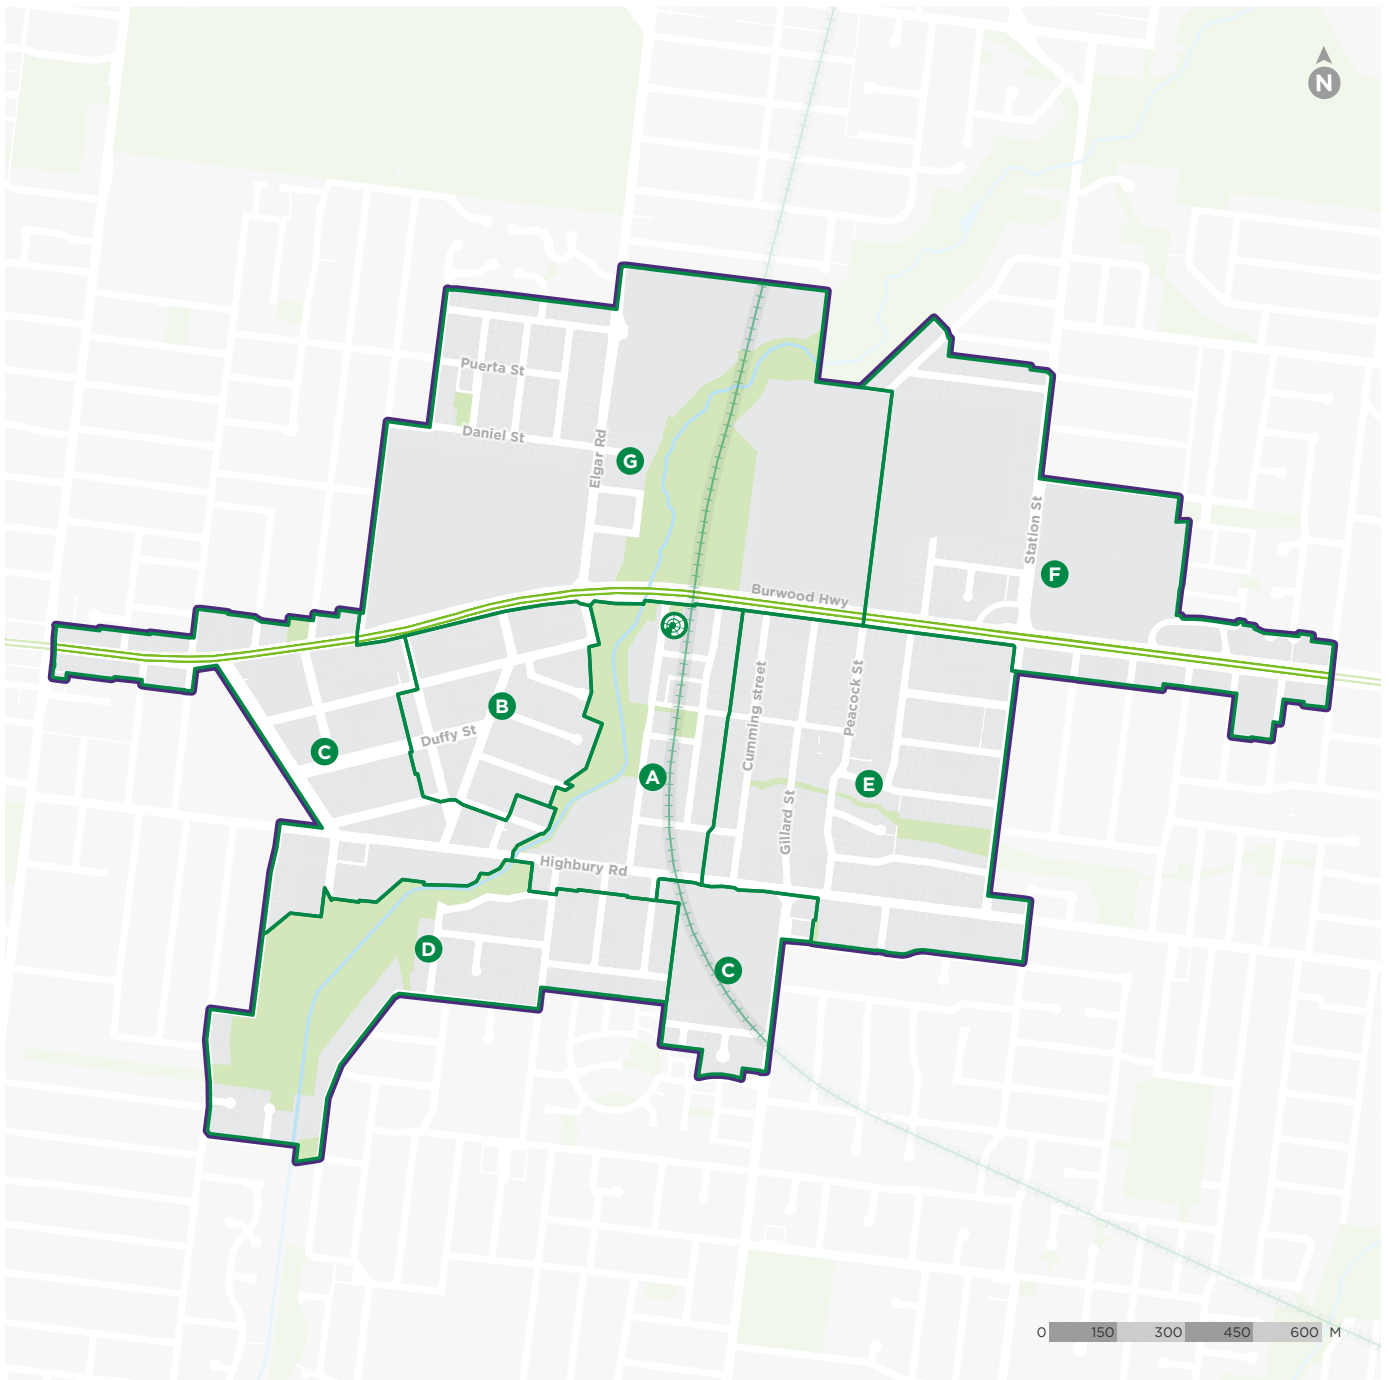 N
Puerta St
Daniel St
Elgar Rd
G
Station St
F
Burwood Hwy
B
Duffy St
C
A
Cumming street
Peacock St
E
Gillard St
Highbury Rd
D
C
0 150 300 450 600 M